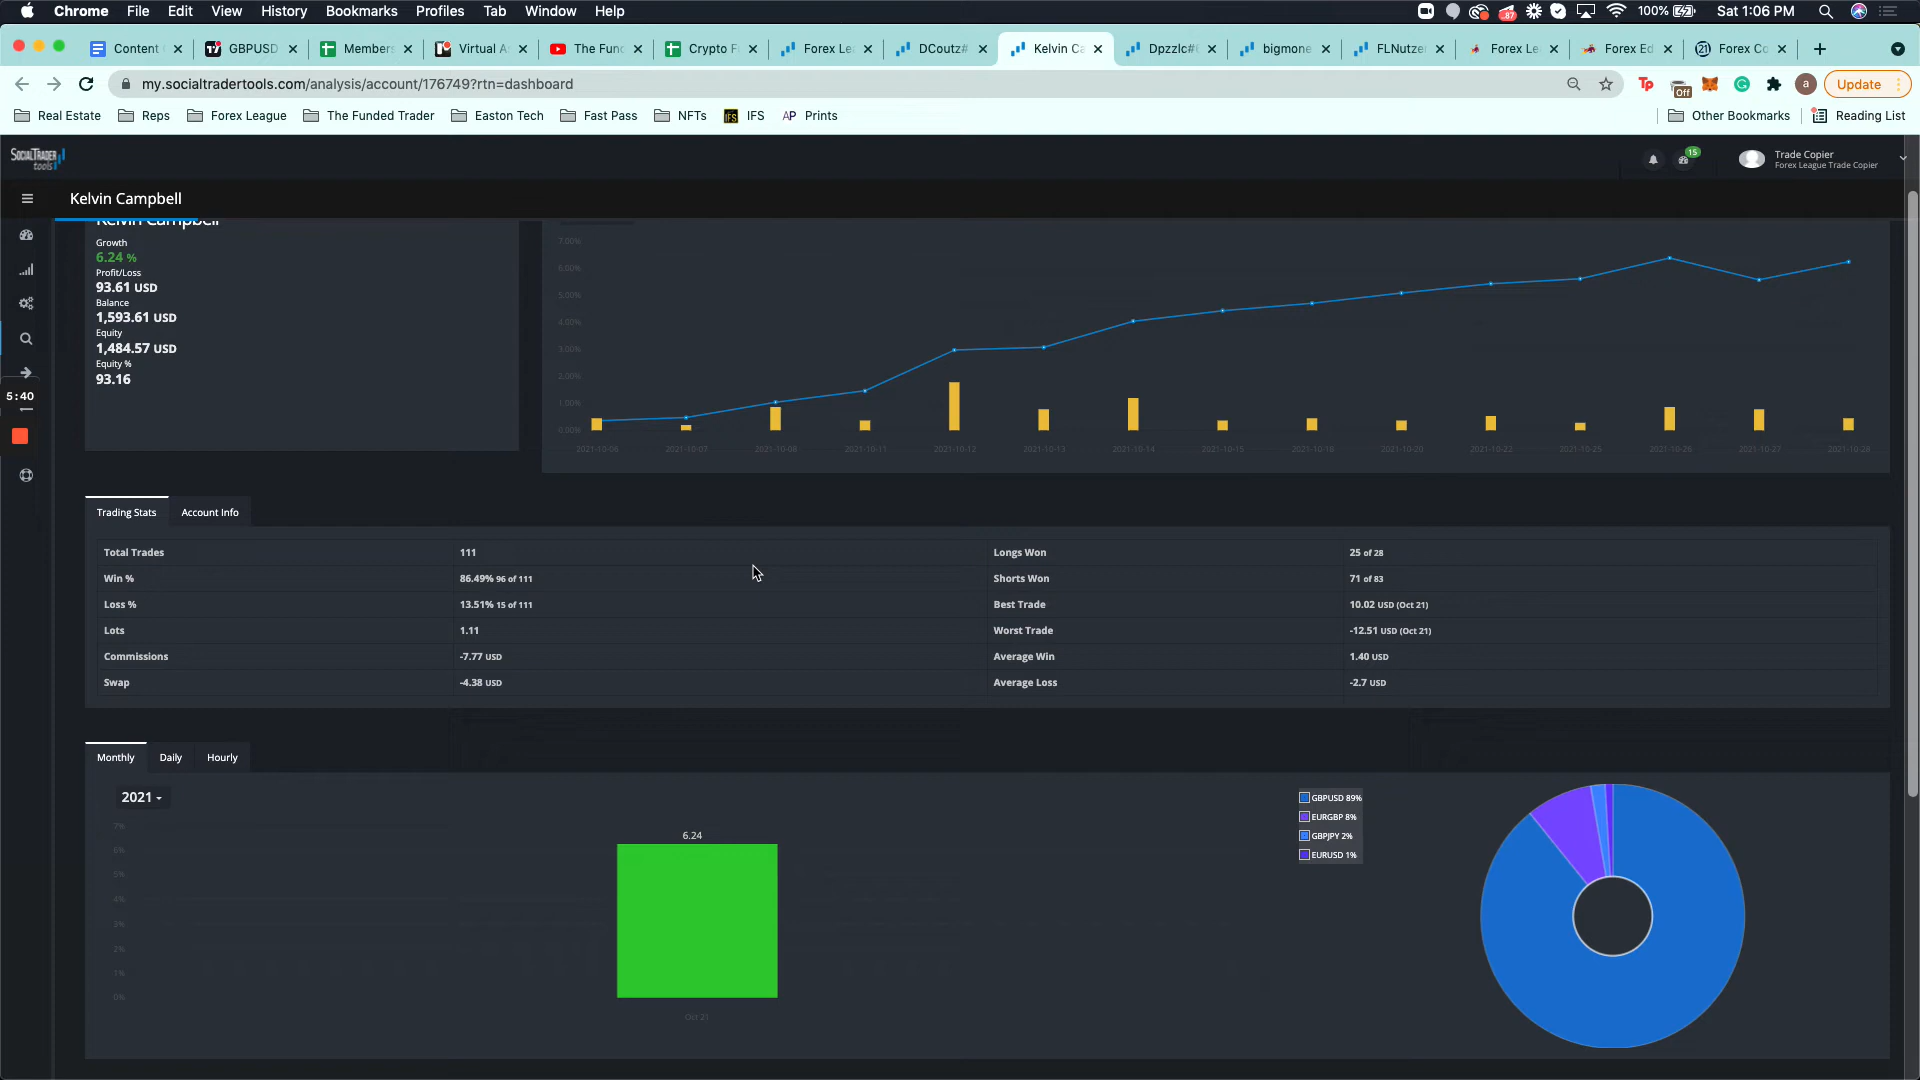 Chrome File Edit View History Bookmarks Profiles Tab Window Help 87 100% Sat 1:06 PM
Content GBPUSD Members Virtual A The Fun Crypto F Forex Le DCoutz# Kelvin Ca Dpzzlc# bigmone FLNutze Forex Le Forex Ed Forex Co
my.socialtradertools.com/analysis/account/176749?rtn=dashboard Tp Off a Update
Real Estate Reps Forex League The Funded Trader Easton Tech Fast Pass NFTs IFS IFS AP Prints Other Bookmarks Reading List
SOCIALTRADER
tools
15
Trade Copier
Forex League Trade Copier
Kelvin Campbell
Kelvin Campbell
Growth
6.24 %
Profit/Loss
93.61 USD
Balance
1,593.61 USD
Equity
1,484.57 USD
Equity %
93.16
5:40
7.00%
6.00%
5.00%
4.00%
3.00%
2.00%
1.00%
0.00%
2021-10-06 2021-10-07 2021-10-08 2021-10-11 2021-10-12 2021-10-13 2021-10-14 2021-10-15 2021-10-18 2021-10-20 2021-10-22 2021-10-25 2021-10-26 2021-10-27 2021-10-28
Trading Stats Account Info
Total Trades 111 Longs Won 25 of 28
Win % 86.49% 96 of 111 Shorts Won 71 of 83
Loss % 13.51% 15 of 111 Best Trade 10.02 USD (Oct 21)
Lots 1.11 Worst Trade -12.51 USD (Oct 21)
Commissions -7.77 USD Average Win 1.40 USD
Swap -4.38 USD Average Loss -2.7 USD
Monthly Daily Hourly
2021
7%
6%
5%
4%
3%
2%
1%
0%
6.24
Oct 21
GBPUSD 89%
EURGBP 8%
GBPJPY 2%
EURUSD 1%